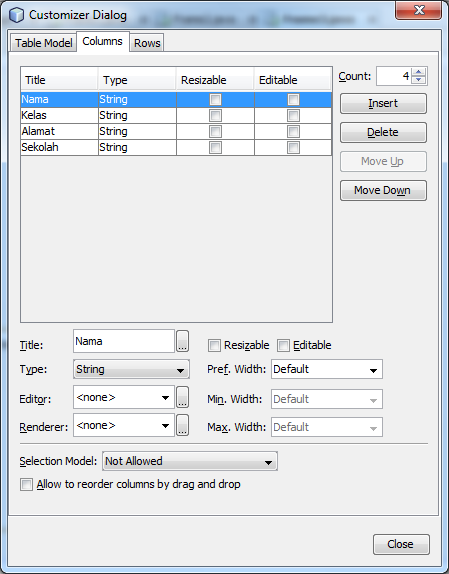 Customizer Dialog
Table Model Columns Rows
Title Type Resizable Editable
Nama String
Kelas String
Alamat String
Sekolah String
Count: 4
Insert
Delete
Move Up
Move Down
Title: Nama ... Resizable Editable
Type: String Pref. Width: Default
Editor: <none> ... Min. Width: Default
Renderer: <none> ... Max. Width: Default
Selection Model: Not Allowed
Allow to reorder columns by drag and drop
Close